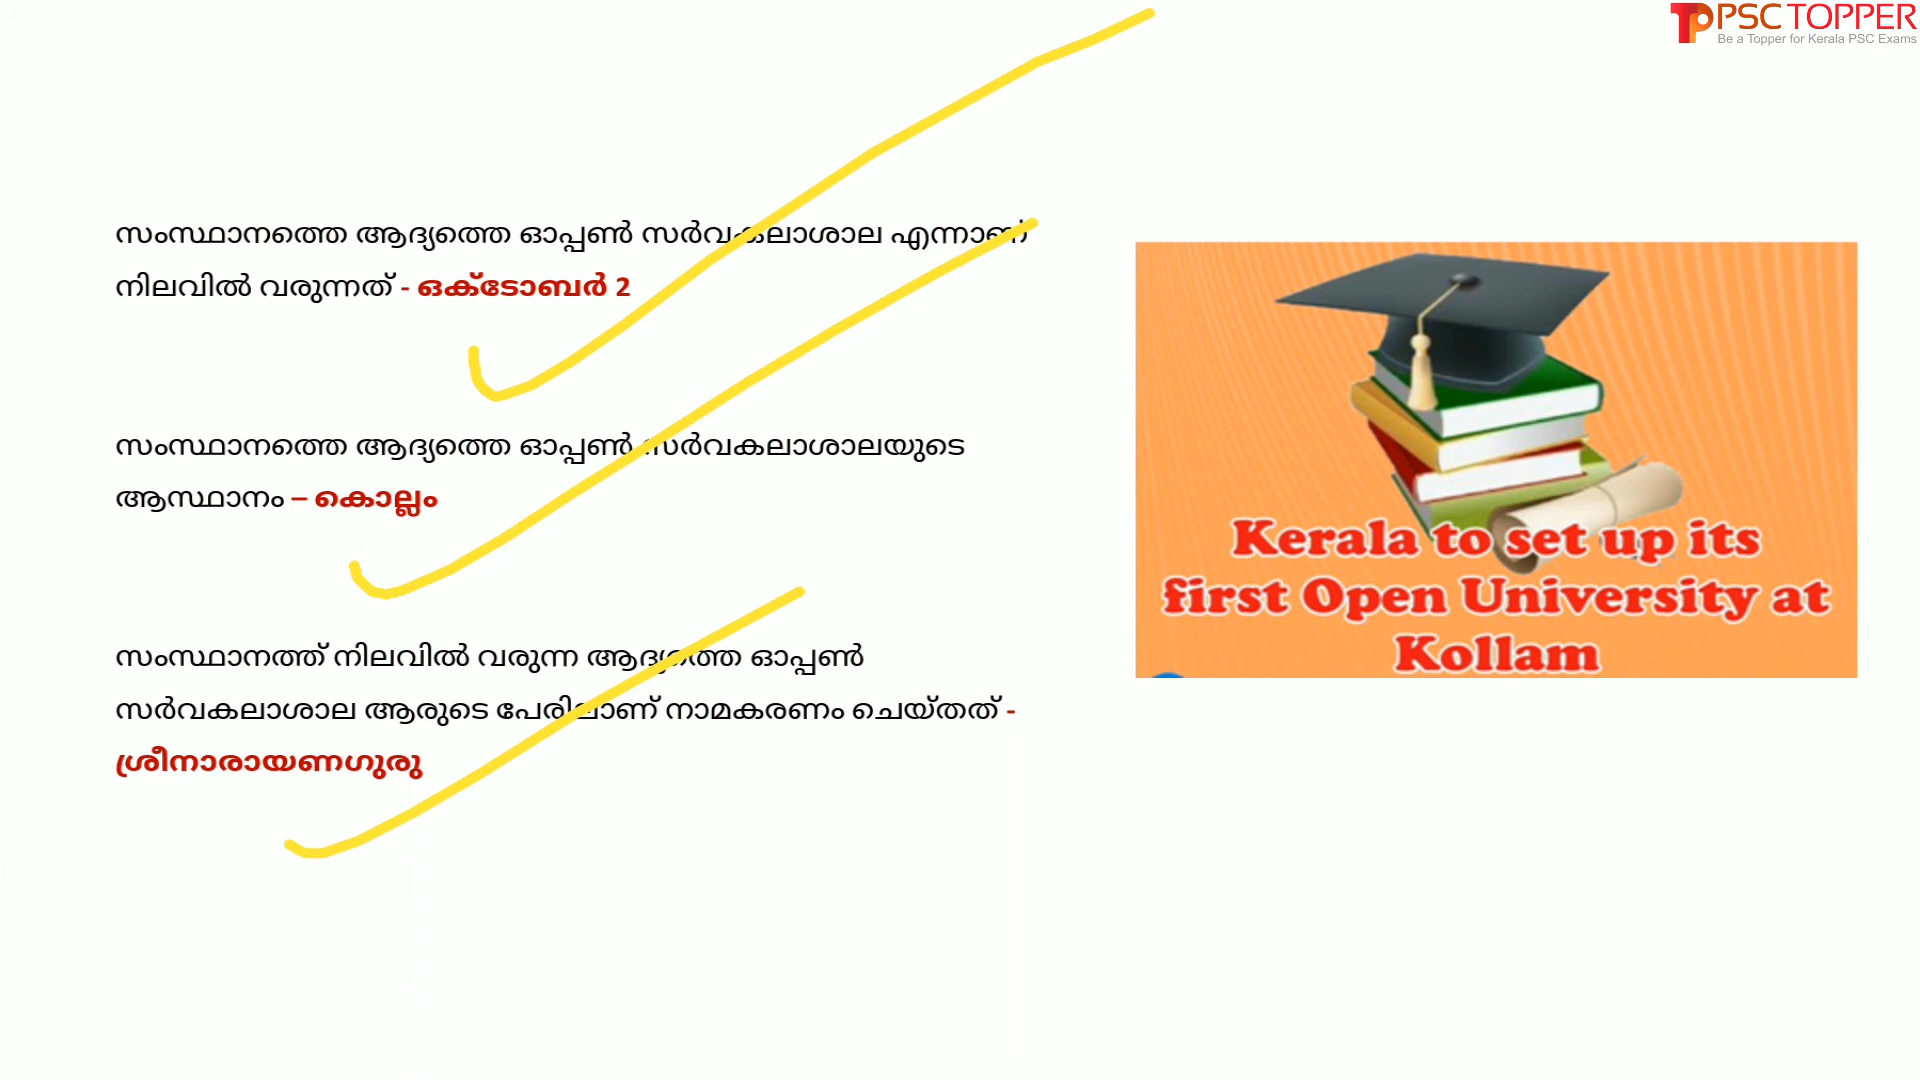 PSC TOPPER
Be a Topper for Kerala PSC Exams
സംസ്ഥാനത്തെ ആദ്യത്തെ ഓപ്പൺ സർവകലാശാല എന്നാണ്
നിലവിൽ വരുന്നത് - ഒക്ടോബർ 2
സംസ്ഥാനത്തെ ആദ്യത്തെ ഓപ്പൺ സർവകലാശാലയുടെ
ആസ്ഥാനം – കൊല്ലം
സംസ്ഥാനത്ത് നിലവിൽ വരുന്ന ആദ്യത്തെ ഓപ്പൺ
സർവകലാശാല ആരുടെ പേരിലാണ് നാമകരണം ചെയ്തത് -
ശ്രീനാരായണഗുരു
Kerala to set up its
first Open University at
Kollam